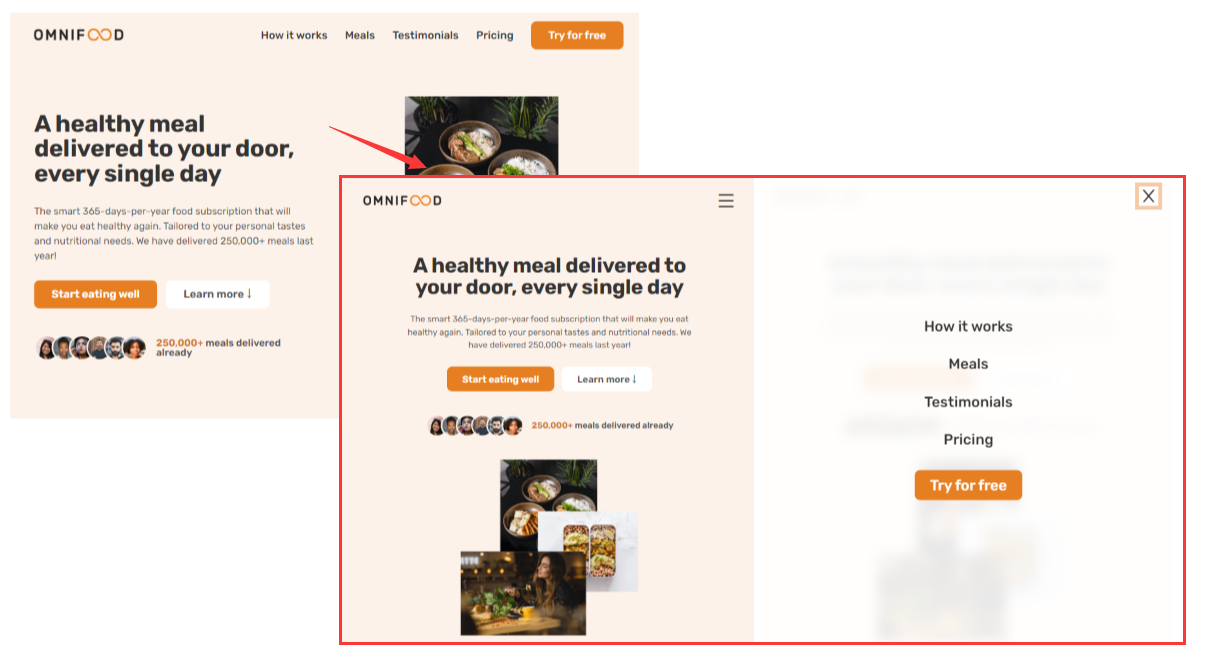 OMNIFOOD
How it works Meals Testimonials Pricing Try for free
A healthy meal
delivered to your door,
every single day
The smart 365-days-per-year food subscription that will
make you eat healthy again. Tailored to your personal tastes
and nutritional needs. We have delivered 250,000+ meals last
year!
Start eating well Learn more ↓
250,000+ meals delivered
already
OMNIFOOD
A healthy meal delivered to
your door, every single day
The smart 365-days-per-year food subscription that will make you eat
healthy again. Tailored to your personal tastes and nutritional needs. We
have delivered 250,000+ meals last year!
Start eating well Learn more ↓
250,000+ meals delivered already
How it works
Meals
Testimonials
Pricing
Try for free